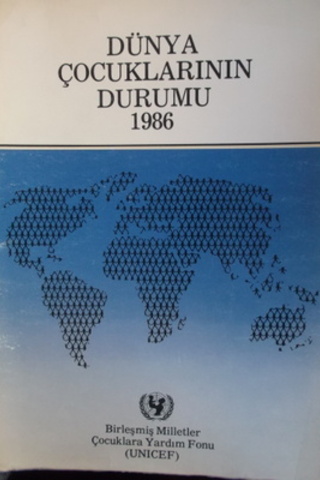 DÜNYA
ÇOCUKLARININ
DURUMU
1986
Birleşmiş Milletler
Çocuklara Yardım Fonu
(UNICEF)